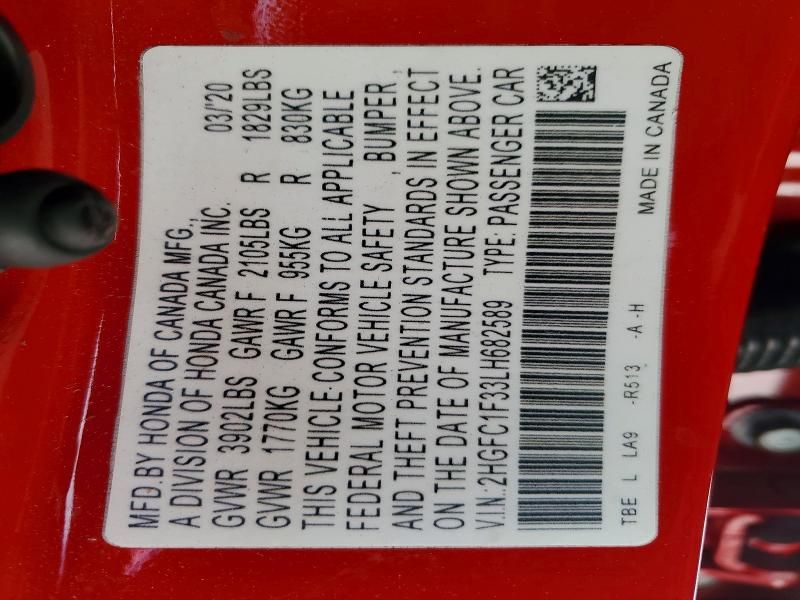 MFD.BY HONDA OF CANADA MFG., 03/'20
A DIVISION OF HONDA CANADA INC.
GVWR 3902LBS GAWR F 2105LBS R 1829LBS
GVWR 1770KG GAWR F 955KG R 830KG
THIS VEHICLE CONFORMS TO ALL APPLICABLE
FEDERAL MOTOR VEHICLE SAFETY , BUMPER ,
AND THEFT PREVENTION STANDARDS IN EFFECT
ON THE DATE OF MANUFACTURE SHOWN ABOVE.
V.I.N.:2HGFC1F33LH682589 TYPE: PASSENGER CAR
TBE L LA9 -R513 -A-H MADE IN CANADA